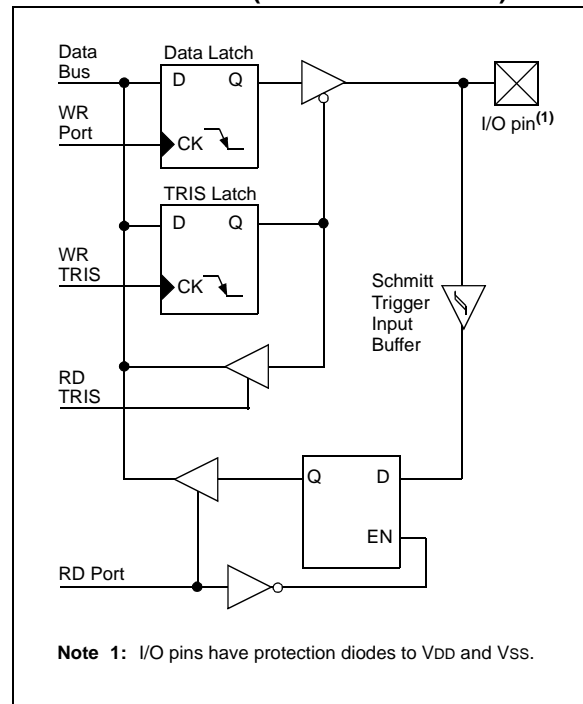 Data
Bus
Data Latch
D Q
WR
Port
CK
I/O pin(1)
TRIS Latch
D Q
WR
TRIS
CK
Schmitt
Trigger
Input
Buffer
RD
TRIS
Q D
EN
RD Port
Note 1: I/O pins have protection diodes to VDD and VSS.